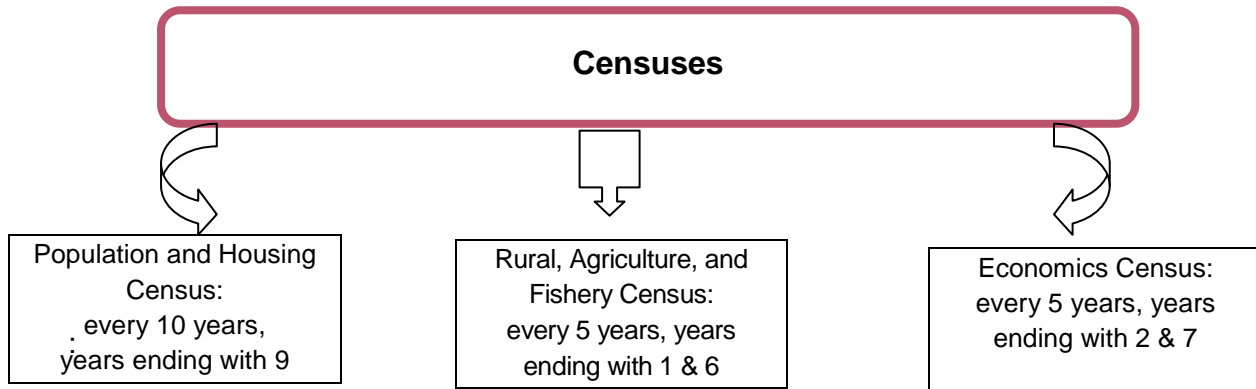 Censuses
Population and Housing
Census:
every 10 years,
years ending with 9
Rural, Agriculture, and
Fishery Census:
every 5 years, years
ending with 1 & 6
Economics Census:
every 5 years, years
ending with 2 & 7